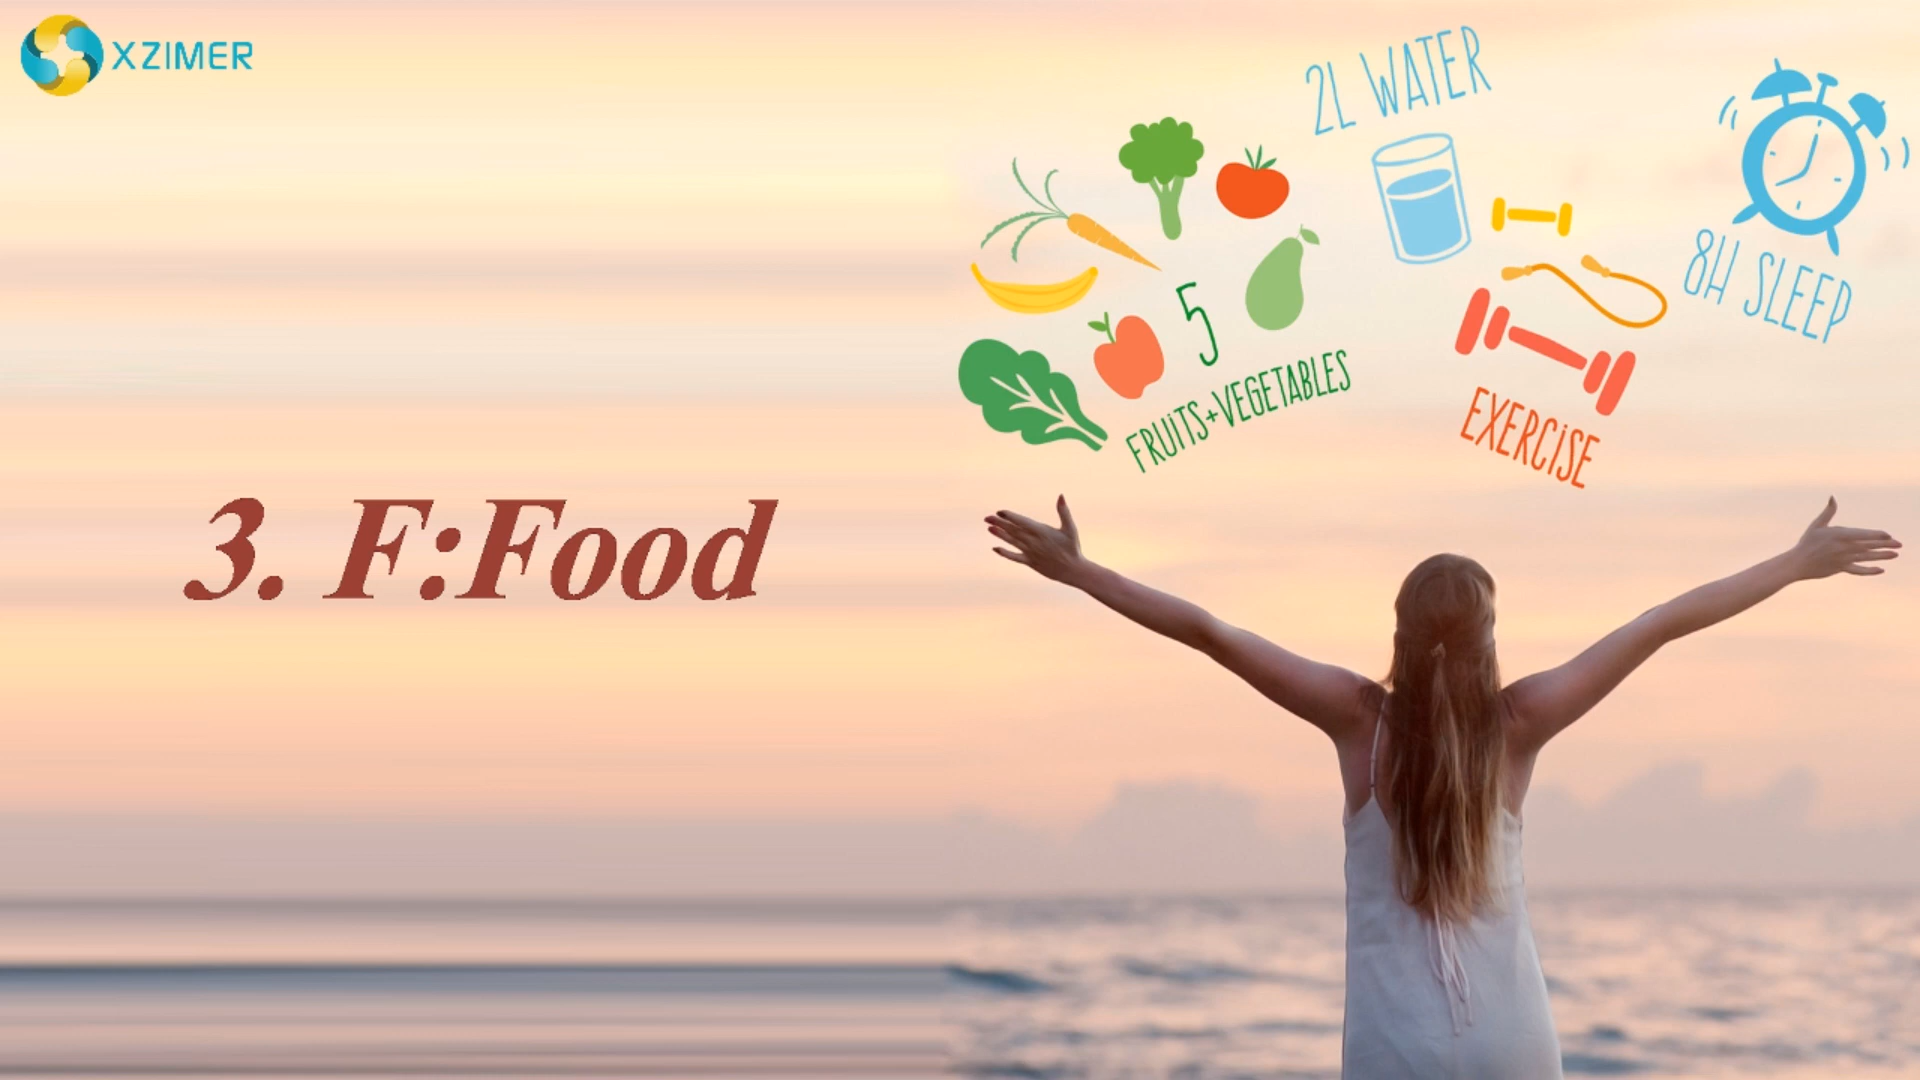 XZIMER
2L WATER
8H SLEEP
5
FRUITS+VEGETABLES
EXERCISE
3. F:Food